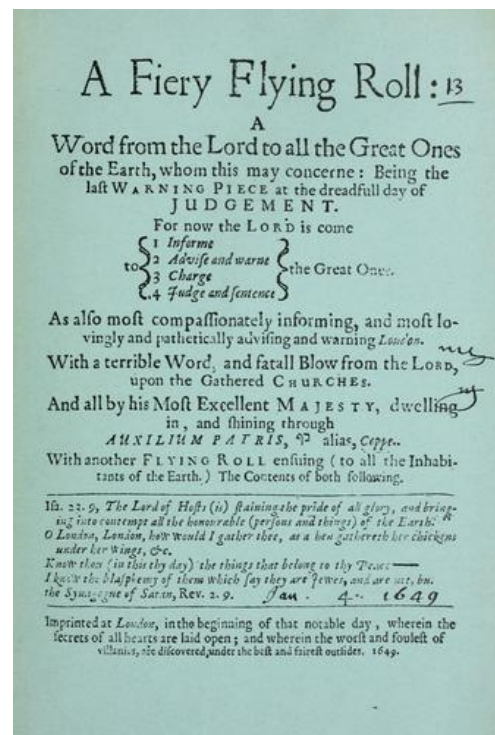 A Fiery Flying Roll: 13
A
Word from the Lord to all the Great Ones
of the Earth, whom this may concerne: Being the
laſt WARNING PIECE at the dreadfull day of
JUDGEMENT.
For now the LORD is come
to
1 Informe
2 Adviſe and warne
3 Charge
4 Judge and ſentence
the Great Ones.
As alſo moſt compaſſionately informing, and moſt lo-
vingly and pathetically adviſing and warning London.
With a terrible Word, and fatall Blow from the LORD,
upon the Gathered CHURCHES.
And all by his Moſt Excellent MAJESTY, dwelling
in, and ſhining through
AUXILIUM PATRIS, alias, Coppe.
With another FLYING ROLL enſuing (to all the Inhabi-
tants of the Earth.) The Contents of both following.
Iſa. 22. 9, The Lord of Hoſts (is) ſtaining the pride of all glory, and bring-
ing into contempt all the honourable (perſons and things) of the Earth.
O London, London, how would I gather thee, as a hen gathereth her chickens
under her wings, &c.
Know thou (in this thy day) the things that belong to thy Peace—
I know the blaſphemy of them which ſay they are Jewes, and are not, but
the Synagogue of Satan, Rev. 2. 9. Jan. 4. 1649
Imprinted at London, in the beginning of that notable day, wherein the
ſecrets of all hearts are laid open; and wherein the worſt and fouleſt of
villanies, are diſcovered, under the beſt and faireſt outſides. 1649.